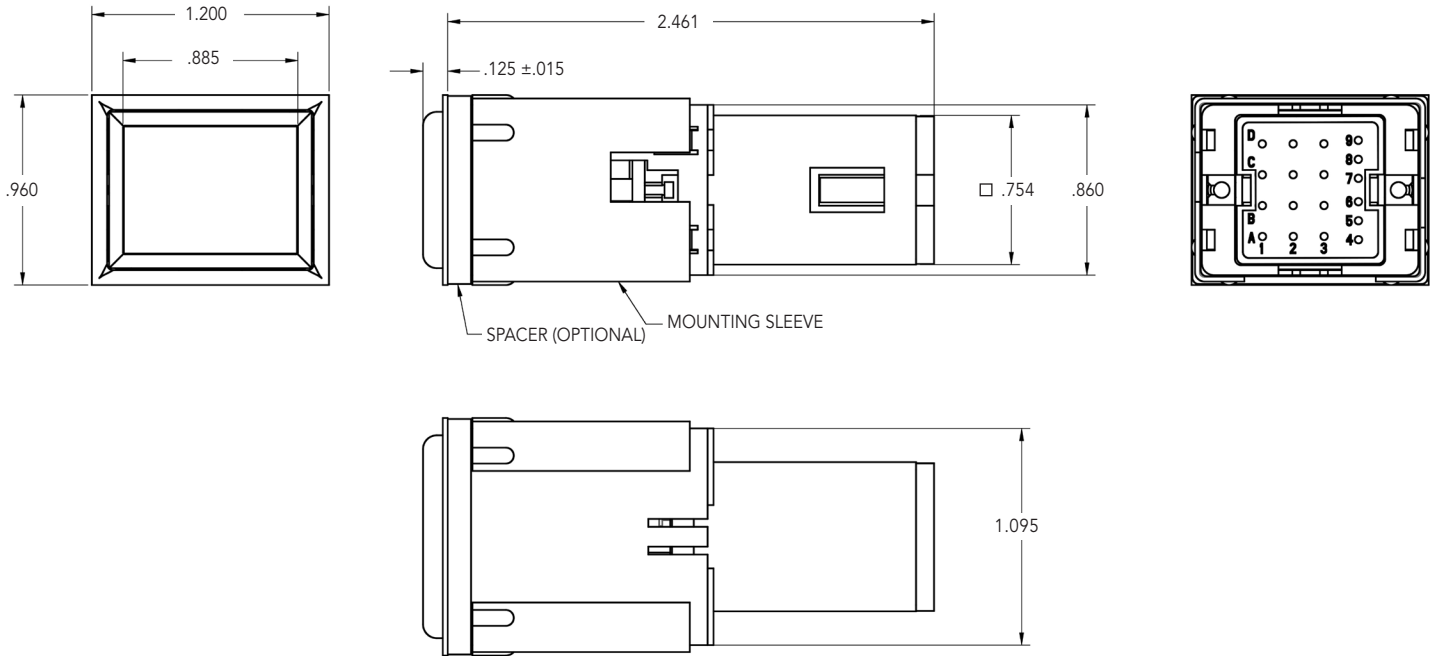 1.200
.885
.960
2.461
.125 ±.015
□ .754
.860
SPACER (OPTIONAL)
MOUNTING SLEEVE
D
9
C
8
7
6
B
5
A
4
1 2 3
1.095